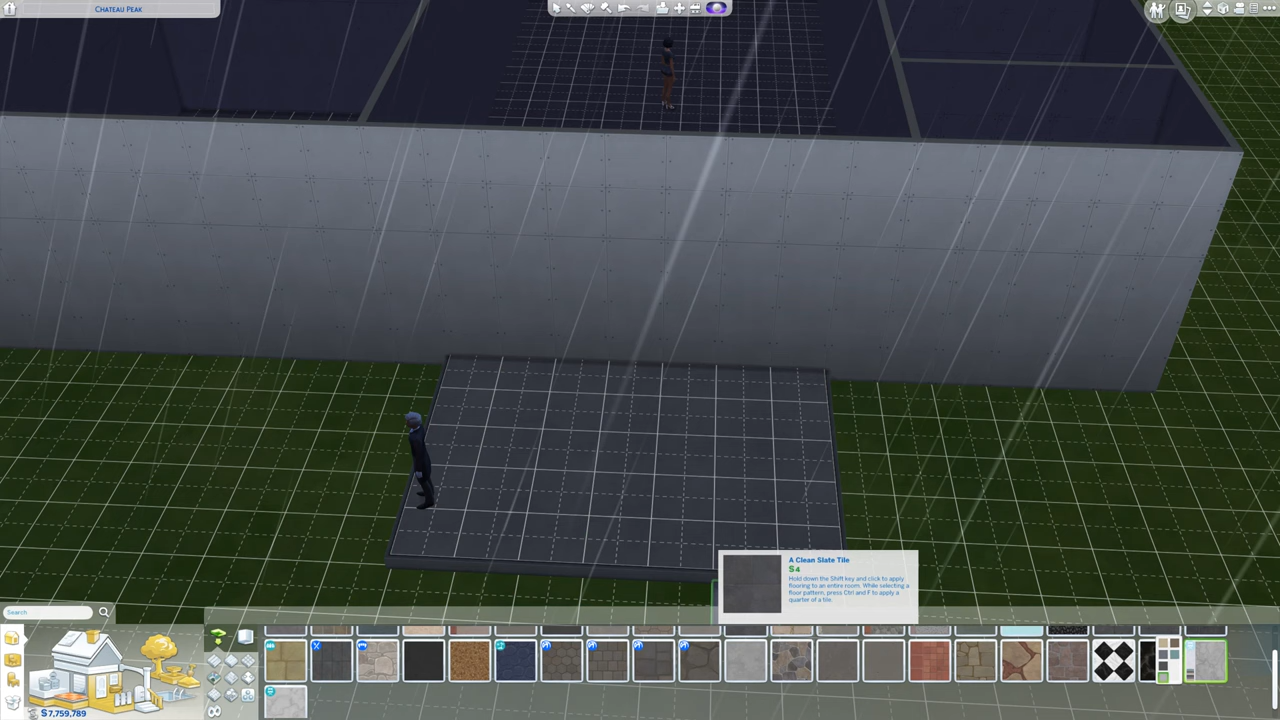 CHATEAU PEAK
A Clean Slate Tile
§4
Hold down the Shift key and click to apply
flooring to an entire room. While selecting a
floor pattern, press Ctrl and F to apply a
quarter of a tile.
Search
§7,759,789